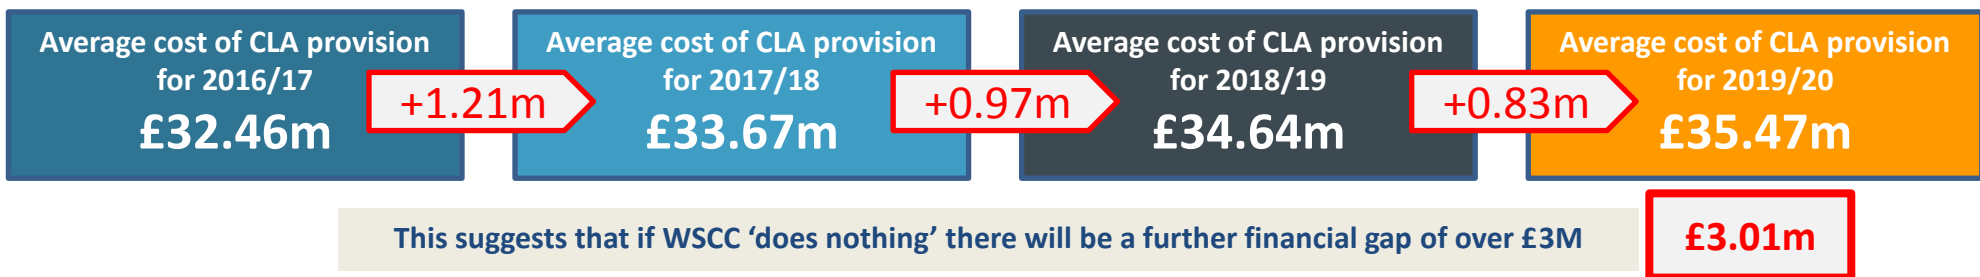 Average cost of CLA provision
for 2016/17
£32.46m
+1.21m
Average cost of CLA provision
for 2017/18
£33.67m
+0.97m
Average cost of CLA provision
for 2018/19
£34.64m
+0.83m
Average cost of CLA provision
for 2019/20
£35.47m
This suggests that if WSCC ‘does nothing’ there will be a further financial gap of over £3M
£3.01m